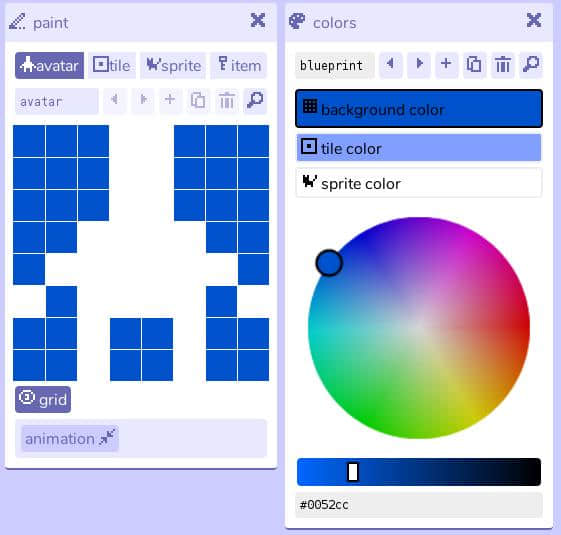 paint
avatar
tile
sprite
item
avatar
grid
animation
colors
blueprint
background color
tile color
sprite color
#0052cc